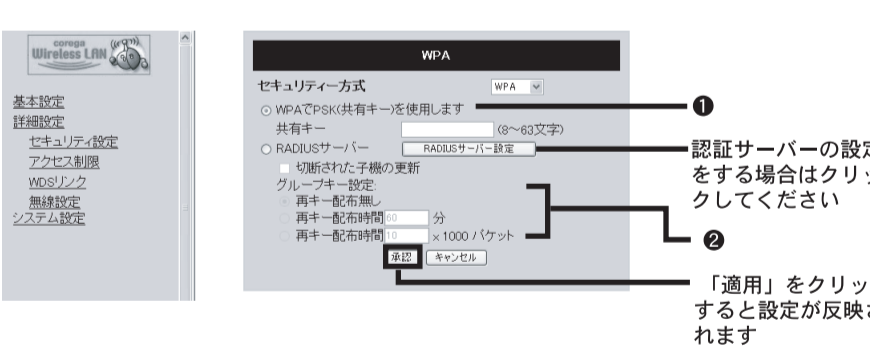 corega
Wireless LAN
基本設定
詳細設定
セキュリティ設定
アクセス制限
WDSリンク
無線設定
システム設定
WPA
セキュリティー方式 WPA
WPAでPSK(共有キー)を使用します ❶
共有キー (8～63文字)
RADIUSサーバー RADIUSサーバー設定
切断された子機の更新
グループキー設定:
再キー配布無し
再キー配布時間 60 分
再キー配布時間 10 ×1000 パケット
承認 キャンセル
認証サーバーの設定
をする場合はクリッ
クしてください
❷
「適用」をクリッ
すると設定が反映さ
れます